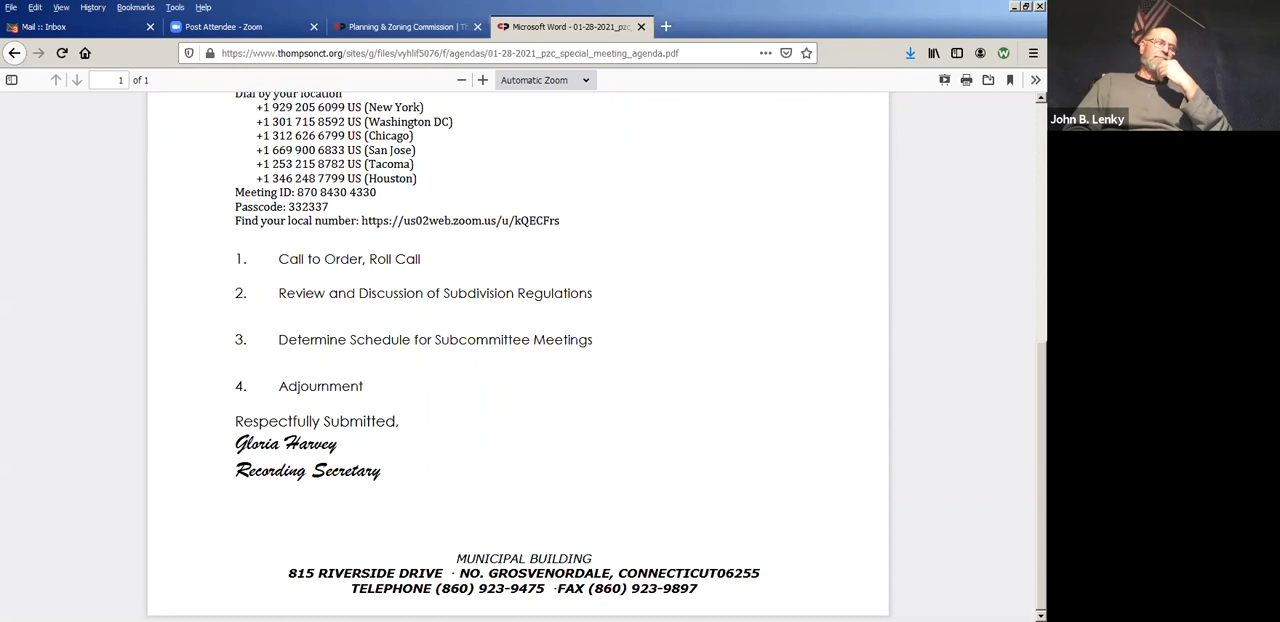 File Edit View History Bookmarks Tools Help
Mail :: Inbox
Post Attendee - Zoom
Planning & Zoning Commission | Th
Microsoft Word - 01-28-2021_pzc_
https://www.thompsonct.org/sites/g/files/vyhlif5076/f/agendas/01-28-2021_pzc_special_meeting_agenda.pdf
1 of 1
Automatic Zoom
Dial by your location
+1 929 205 6099 US (New York)
+1 301 715 8592 US (Washington DC)
+1 312 626 6799 US (Chicago)
+1 669 900 6833 US (San Jose)
+1 253 215 8782 US (Tacoma)
+1 346 248 7799 US (Houston)
Meeting ID: 870 8430 4330
Passcode: 332337
Find your local number: https://us02web.zoom.us/u/kQECFrs
1. Call to Order, Roll Call
2. Review and Discussion of Subdivision Regulations
3. Determine Schedule for Subcommittee Meetings
4. Adjournment
Respectfully Submitted,
Gloria Harvey
Recording Secretary
MUNICIPAL BUILDING
815 RIVERSIDE DRIVE · NO. GROSVENORDALE, CONNECTICUT06255
TELEPHONE (860) 923-9475 ·FAX (860) 923-9897
John B. Lenky